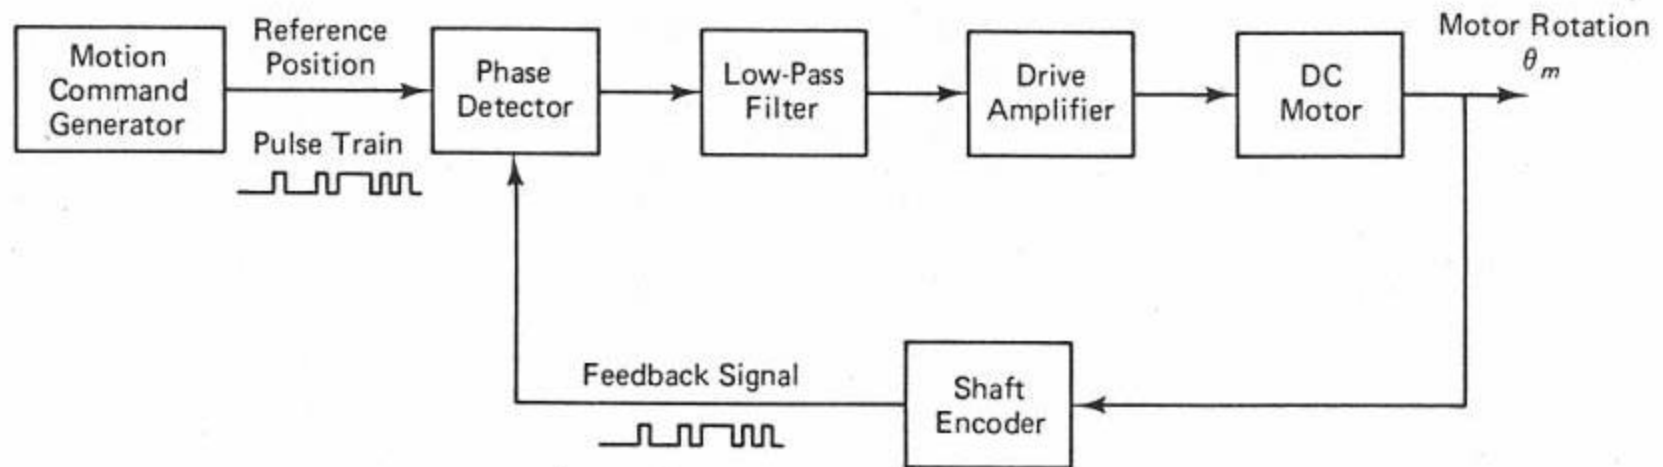 Motion
Command
Generator
Reference
Position
Pulse Train
Phase
Detector
Low-Pass
Filter
Drive
Amplifier
DC
Motor
Motor Rotation
θm
Feedback Signal
Shaft
Encoder